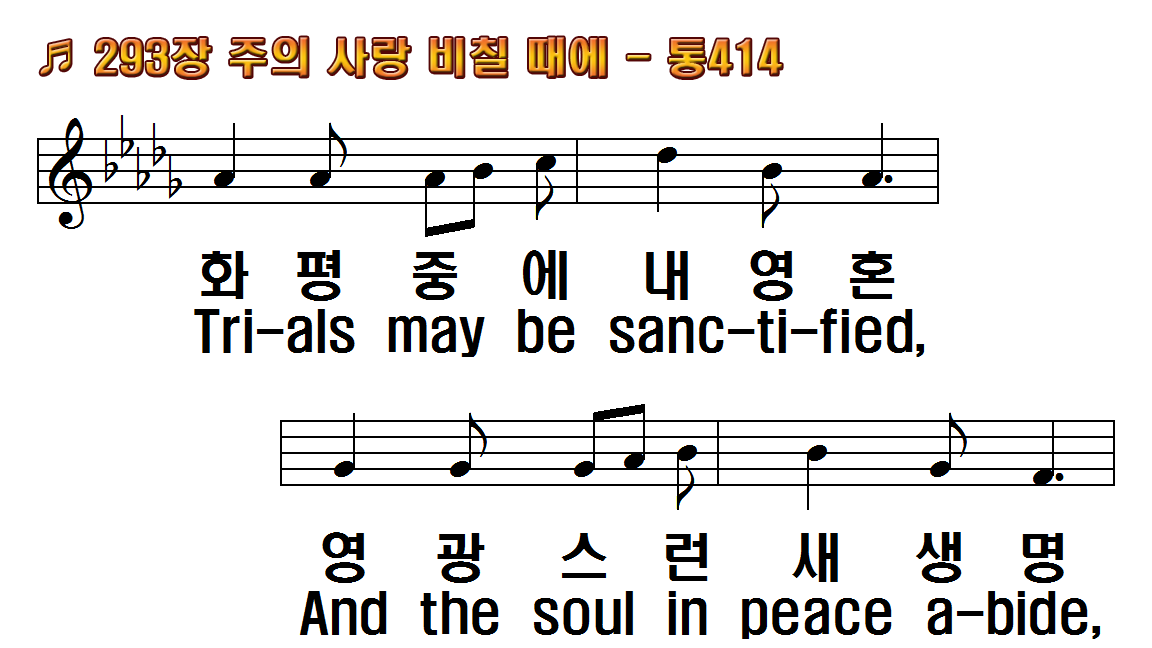 ♬ 293장 주의 사랑 비칠 때에 - 통414
화 평 중 에 내 영 혼
Tri-als may be sanc-ti-fied,
영 광 스 런 새 생 명
And the soul in peace a-bide,